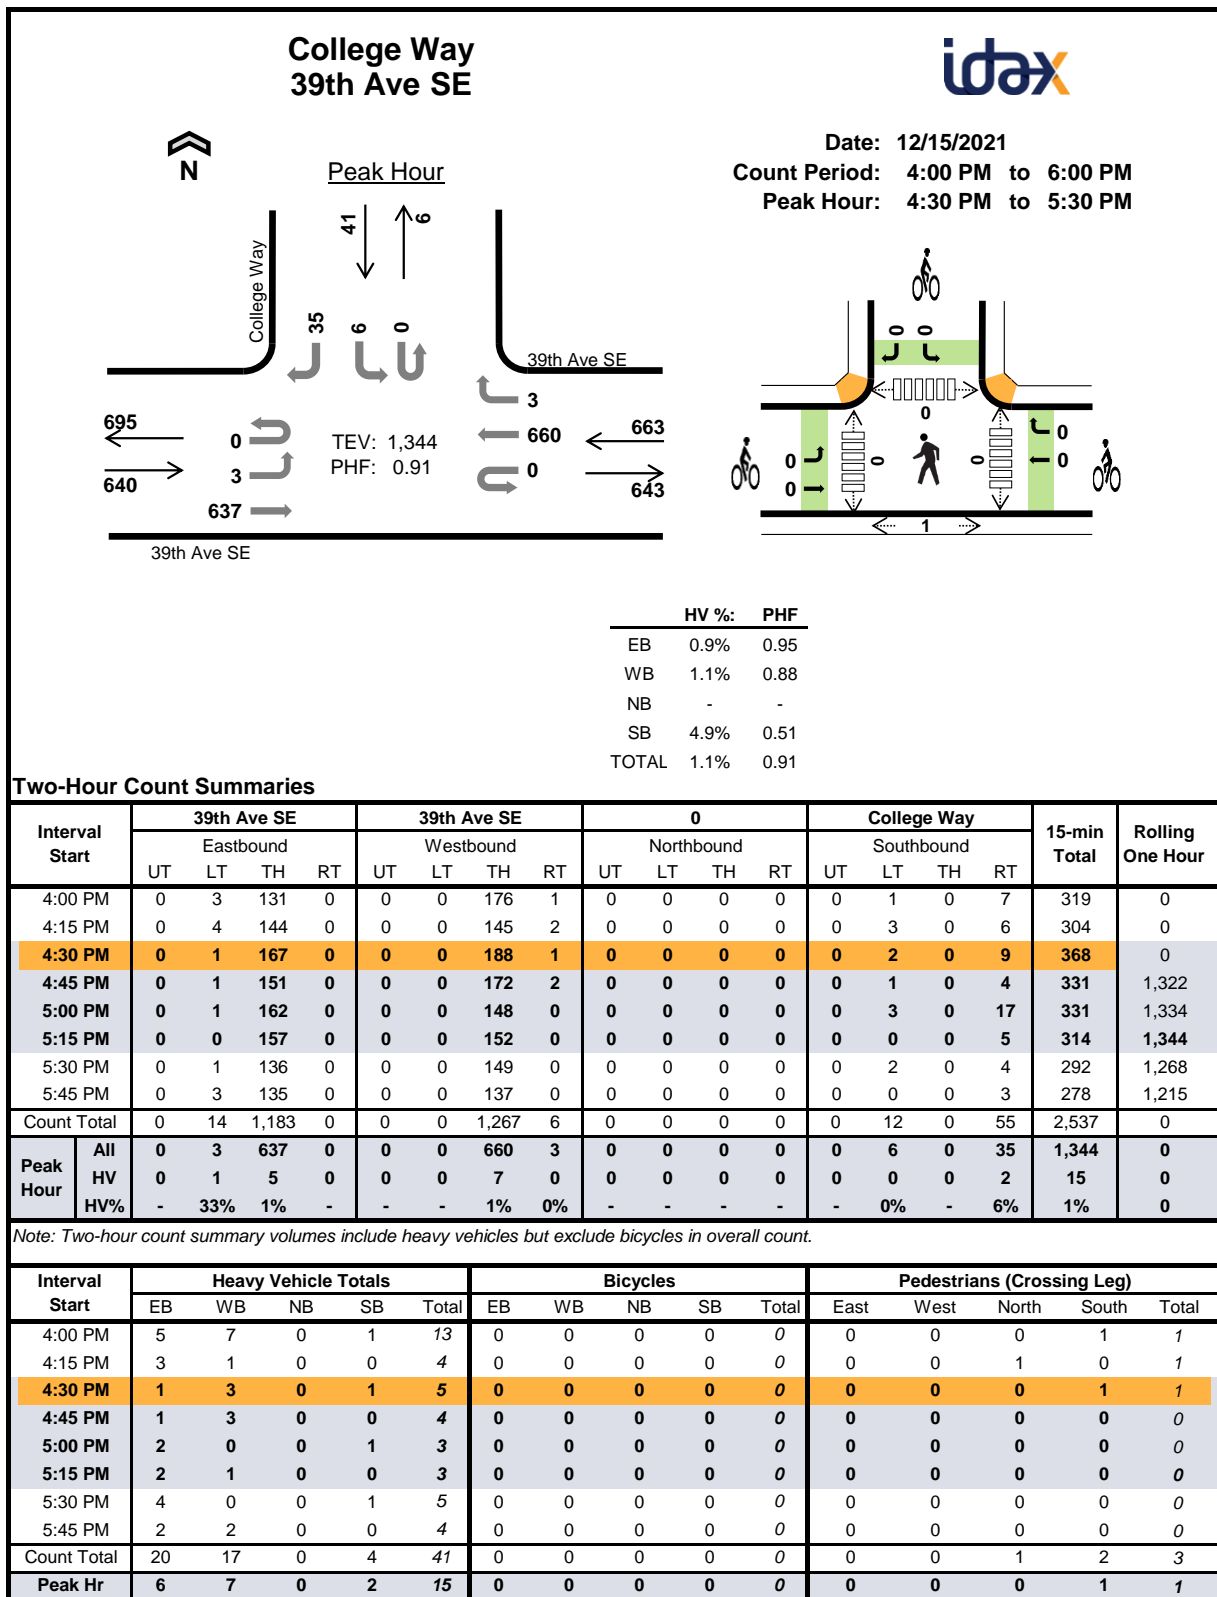 College Way
39th Ave SE
idax
N
Peak Hour
Date: 12/15/2021
Count Period: 4:00 PM to 6:00 PM
Peak Hour: 4:30 PM to 5:30 PM
41 6
College Way
35 6 0
39th Ave SE
3
695 0 TEV: 1,344 660 663
640 3 PHF: 0.91 0 643
637
39th Ave SE
0 0
0
0 0 0 0
0 0
1
HV %: PHF
EB 0.9% 0.95
WB 1.1% 0.88
NB - -
SB 4.9% 0.51
TOTAL 1.1% 0.91
Two-Hour Count Summaries
Interval Start 39th Ave SE 39th Ave SE 0 College Way 15-min Total Rolling One Hour
Eastbound Westbound Northbound Southbound
UT LT TH RT UT LT TH RT UT LT TH RT UT LT TH RT
4:00 PM 0 3 131 0 0 0 176 1 0 0 0 0 0 1 0 7 319 0
4:15 PM 0 4 144 0 0 0 145 2 0 0 0 0 0 3 0 6 304 0
4:30 PM 0 1 167 0 0 0 188 1 0 0 0 0 0 2 0 9 368 0
4:45 PM 0 1 151 0 0 0 172 2 0 0 0 0 0 1 0 4 331 1,322
5:00 PM 0 1 162 0 0 0 148 0 0 0 0 0 0 3 0 17 331 1,334
5:15 PM 0 0 157 0 0 0 152 0 0 0 0 0 0 0 0 5 314 1,344
5:30 PM 0 1 136 0 0 0 149 0 0 0 0 0 0 2 0 4 292 1,268
5:45 PM 0 3 135 0 0 0 137 0 0 0 0 0 0 0 0 3 278 1,215
Count Total 0 14 1,183 0 0 0 1,267 6 0 0 0 0 0 12 0 55 2,537 0
Peak Hour All 0 3 637 0 0 0 660 3 0 0 0 0 0 6 0 35 1,344 0
HV 0 1 5 0 0 0 7 0 0 0 0 0 0 0 0 2 15 0
HV% - 33% 1% - - - 1% 0% - - - - - 0% - 6% 1% 0
Note: Two-hour count summary volumes include heavy vehicles but exclude bicycles in overall count.
Interval Start Heavy Vehicle Totals Bicycles Pedestrians (Crossing Leg)
EB WB NB SB Total EB WB NB SB Total East West North South Total
4:00 PM 5 7 0 1 13 0 0 0 0 0 0 0 0 1 1
4:15 PM 3 1 0 0 4 0 0 0 0 0 0 0 1 0 1
4:30 PM 1 3 0 1 5 0 0 0 0 0 0 0 0 1 1
4:45 PM 1 3 0 0 4 0 0 0 0 0 0 0 0 0 0
5:00 PM 2 0 0 1 3 0 0 0 0 0 0 0 0 0 0
5:15 PM 2 1 0 0 3 0 0 0 0 0 0 0 0 0 0
5:30 PM 4 0 0 1 5 0 0 0 0 0 0 0 0 0 0
5:45 PM 2 2 0 0 4 0 0 0 0 0 0 0 0 0 0
Count Total 20 17 0 4 41 0 0 0 0 0 0 0 1 2 3
Peak Hr 6 7 0 2 15 0 0 0 0 0 0 0 0 1 1